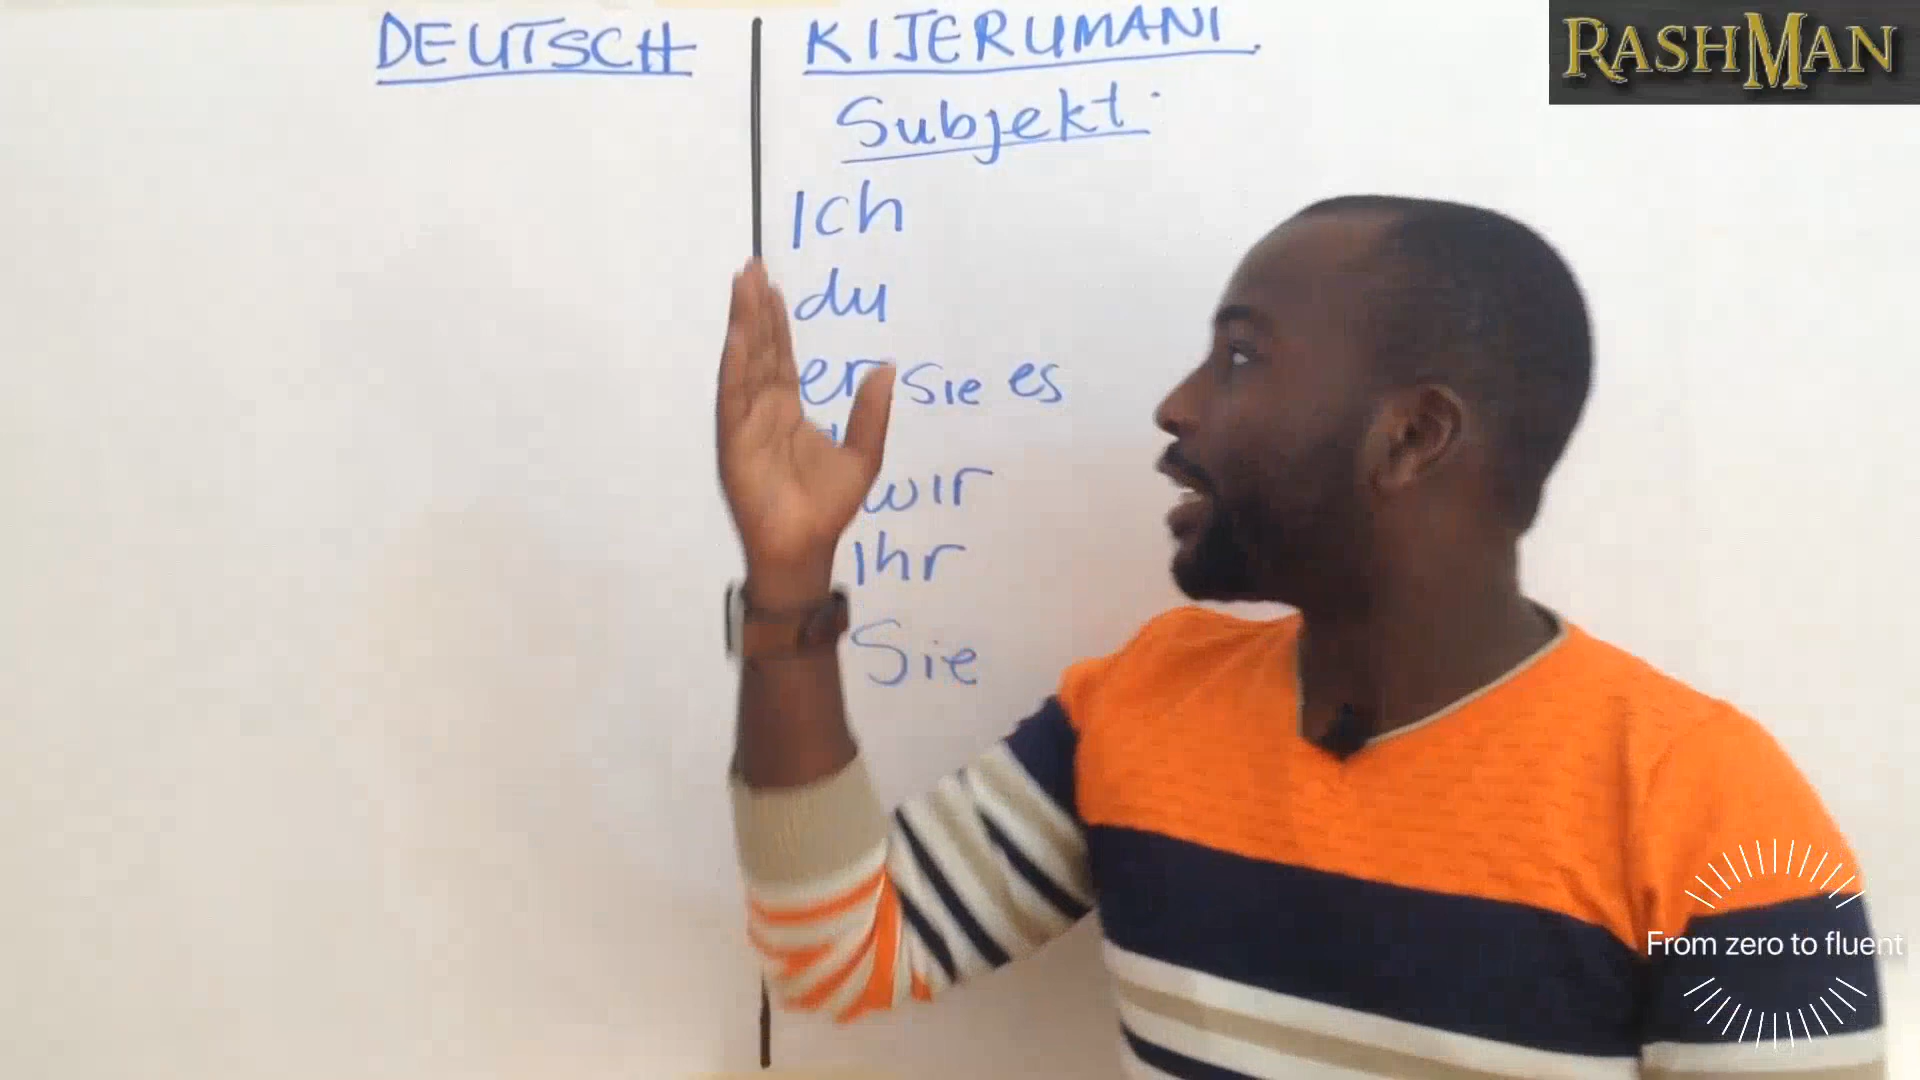 DEUTSCH
KIJERUMANI.
Subjekt.
Ich
du
er Sie es
wir
Ihr
Sie
RASHMAN
From zero to fluent